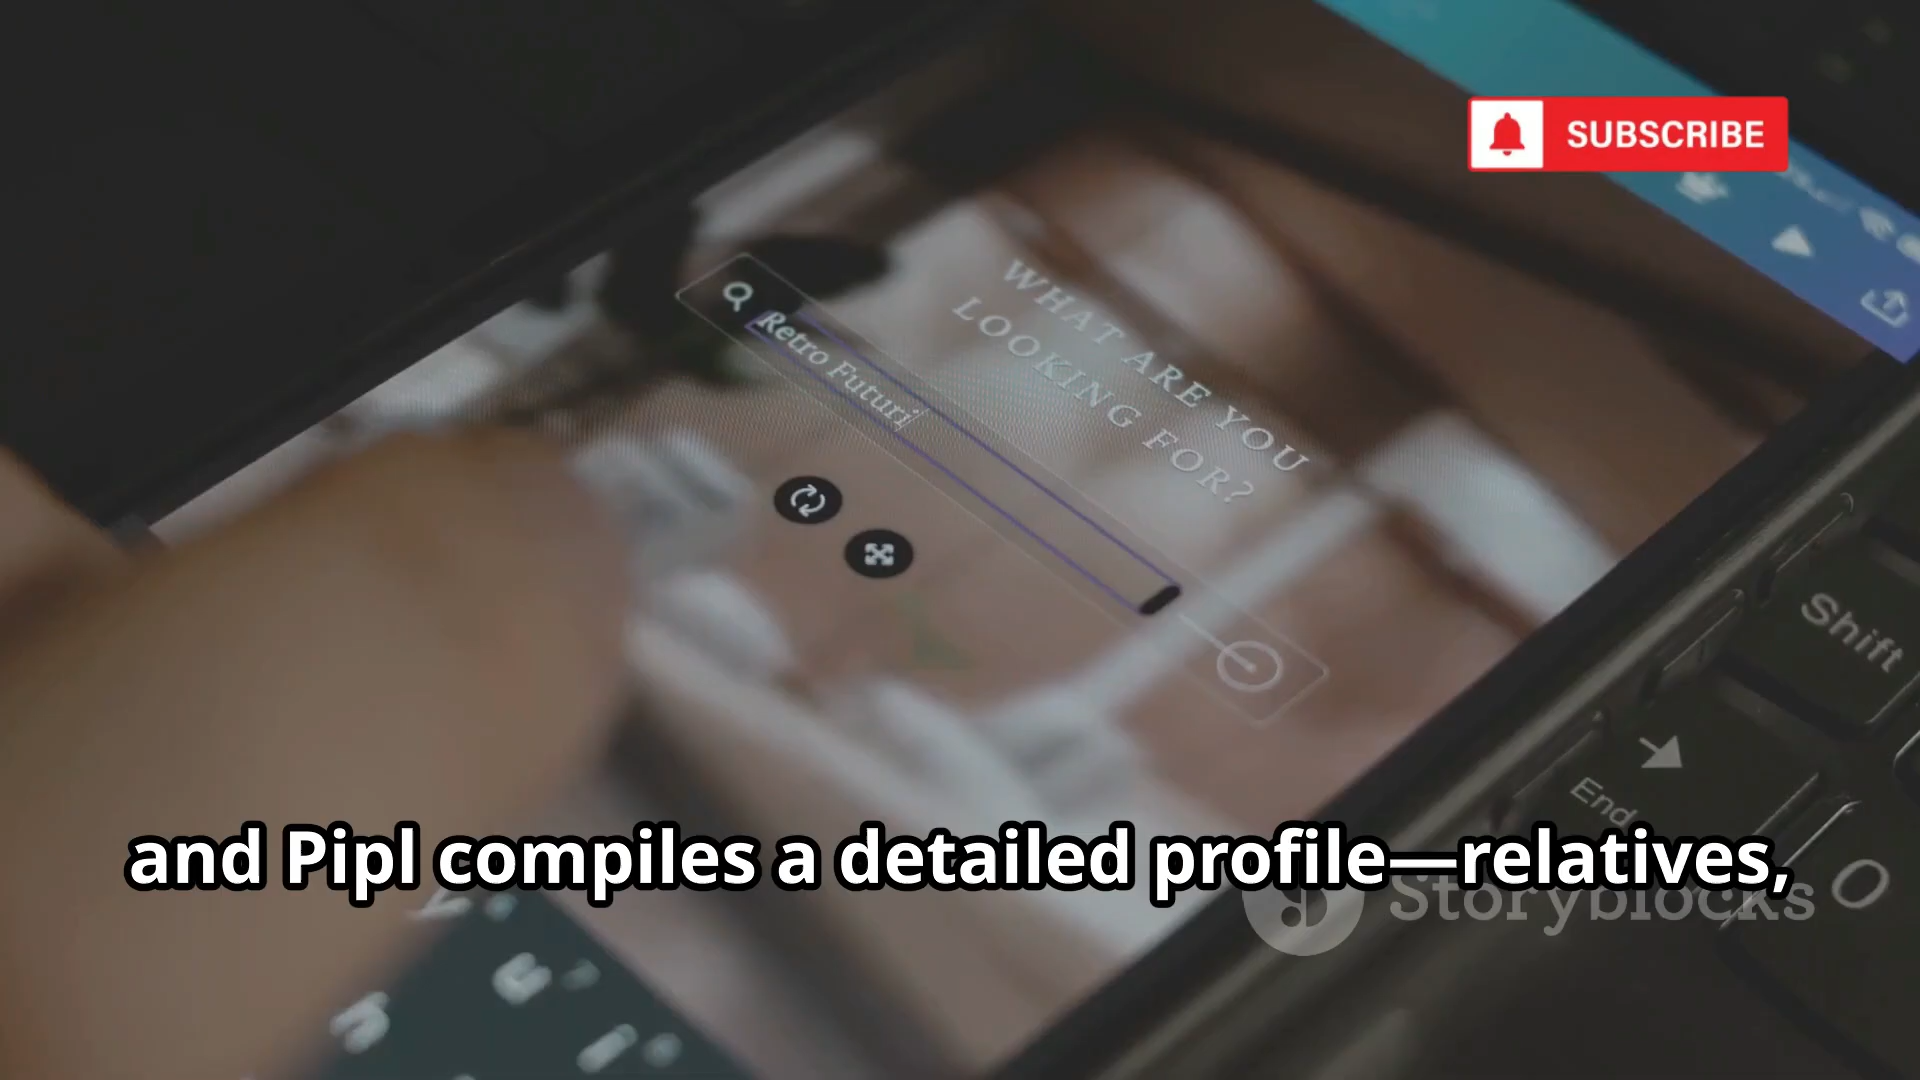 SUBSCRIBE
WHAT ARE YOU
LOOKING FOR?
Retro Futuri
Shift
End
and Pipl compiles a detailed profile—relatives,
Storyblocks